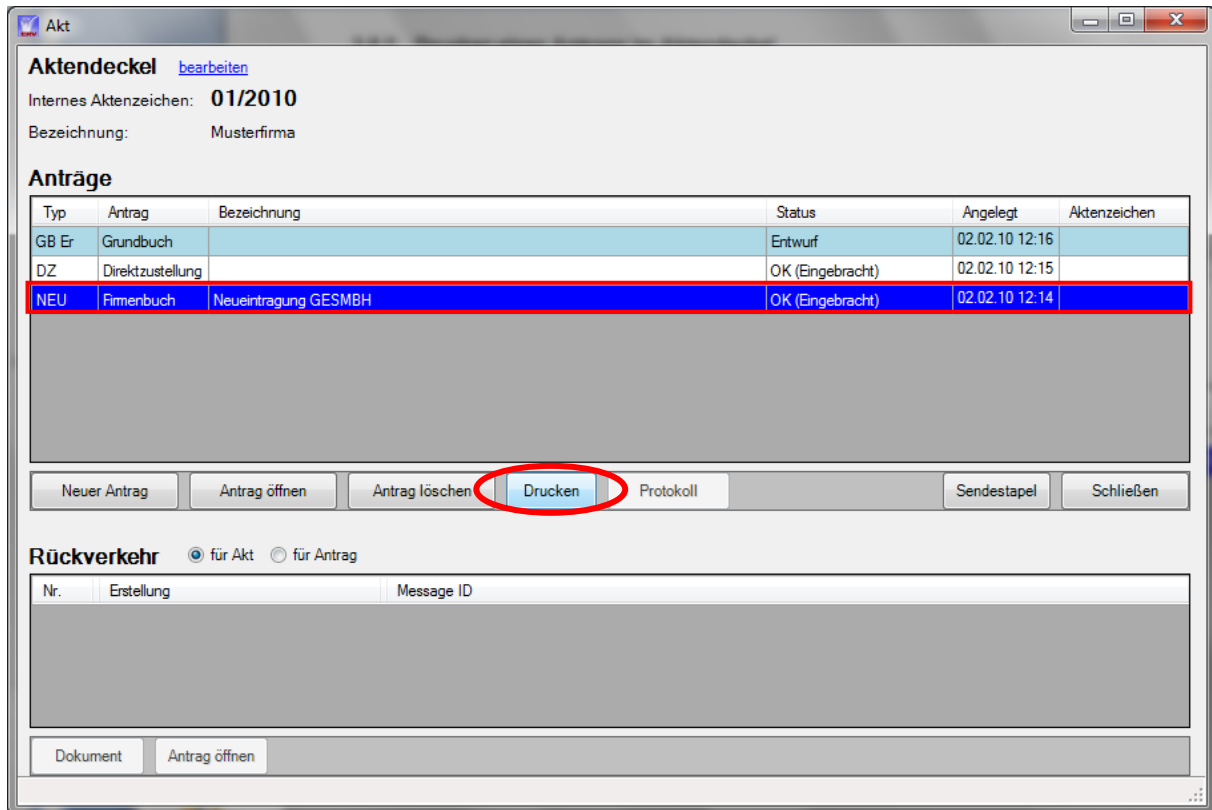 Akt
Aktendeckel bearbeiten
Internes Aktenzeichen: 01/2010
Bezeichnung: Musterfirma
Anträge
Typ Antrag Bezeichnung Status Angelegt Aktenzeichen
GB Er Grundbuch Entwurf 02.02.10 12:16
DZ Direktzustellung OK (Eingebracht) 02.02.10 12:15
NEU Firmenbuch Neueintragung GESMBH OK (Eingebracht) 02.02.10 12:14
Neuer Antrag Antrag öffnen Antrag löschen Drucken Protokoll Sendestapel Schließen
Rückverkehr für Akt für Antrag
Nr. Erstellung Message ID
Dokument Antrag öffnen